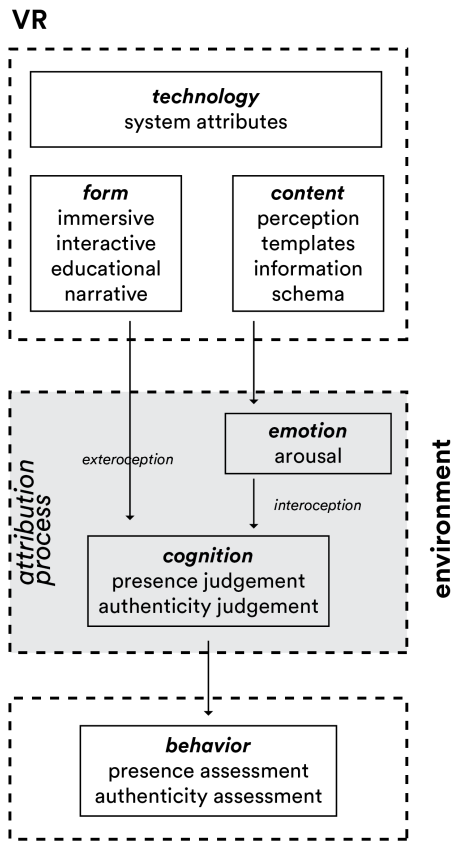 VR
technology
system attributes
form
immersive
interactive
educational
narrative
content
perception
templates
information
schema
emotion
arousal
exteroception
interoception
attribution
process
cognition
presence judgement
authenticity judgement
environment
behavior
presence assessment
authenticity assessment